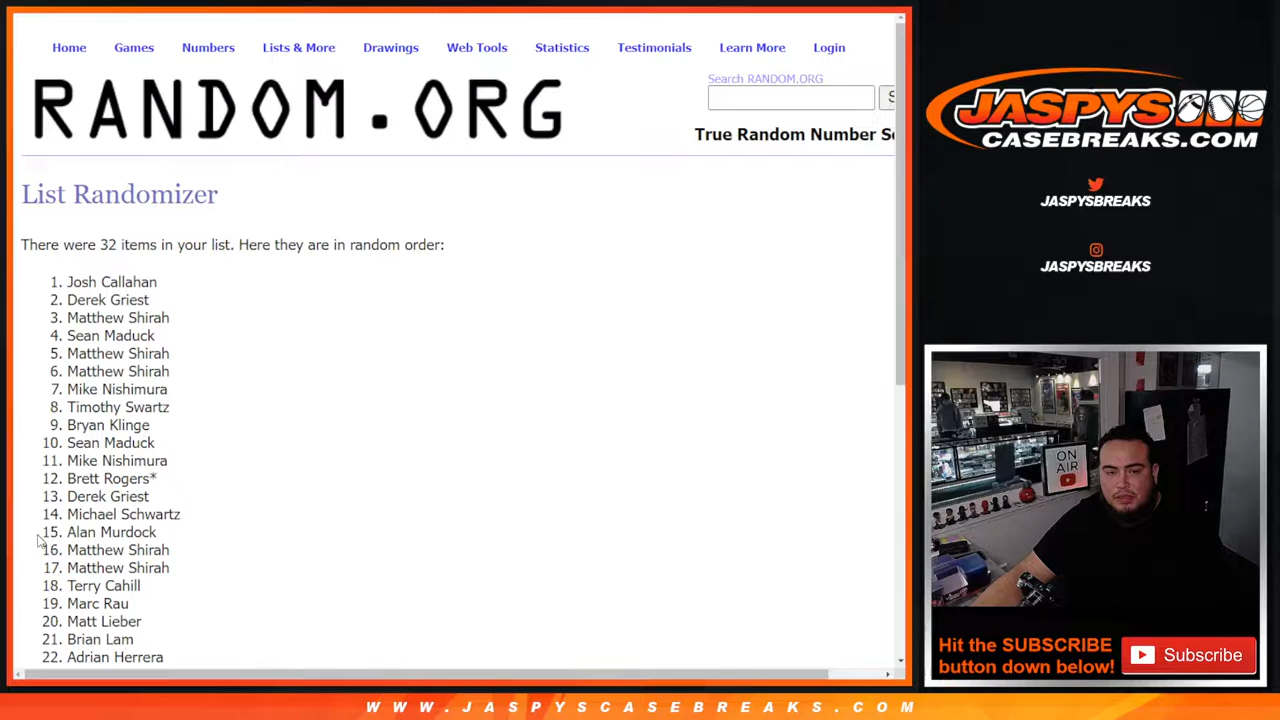 Home Games Numbers Lists & More Drawings Web Tools Statistics Testimonials Learn More Login
RANDOM.ORG
Search RANDOM.ORG
S
True Random Number Se
List Randomizer
There were 32 items in your list. Here they are in random order:
1. Josh Callahan
2. Derek Griest
3. Matthew Shirah
4. Sean Maduck
5. Matthew Shirah
6. Matthew Shirah
7. Mike Nishimura
8. Timothy Swartz
9. Bryan Klinge
10. Sean Maduck
11. Mike Nishimura
12. Brett Rogers*
13. Derek Griest
14. Michael Schwartz
15. Alan Murdock
16. Matthew Shirah
17. Matthew Shirah
18. Terry Cahill
19. Marc Rau
20. Matt Lieber
21. Brian Lam
22. Adrian Herrera
JASPYS
CASEBREAKS.COM
JASPYSBREAKS
JASPYSBREAKS
ON AIR
Hit the SUBSCRIBE
button down below!
Subscribe
WWW.JASPYSCASEBREAKS.COM